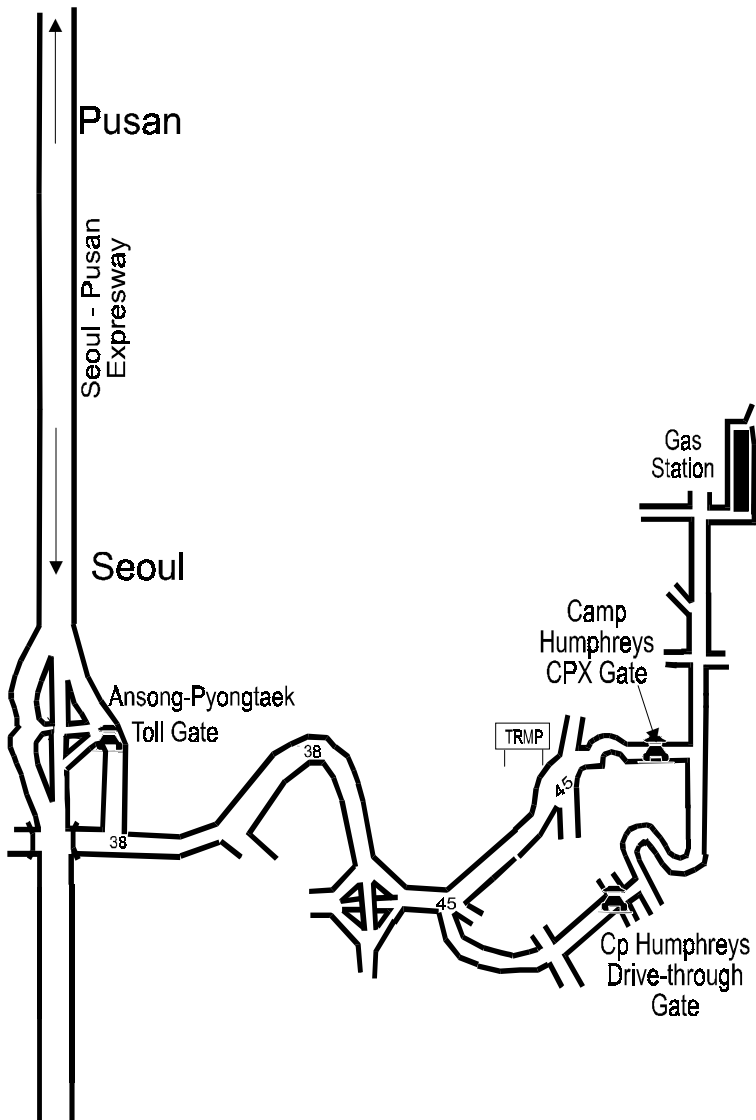 Pusan
Seoul - Pusan
Expresway
Gas
Station
Seoul
Camp
Humphreys
CPX Gate
Ansong-Pyongtaek
Toll Gate
TRMP
38
45
38
45
Cp Humphreys
Drive-through
Gate